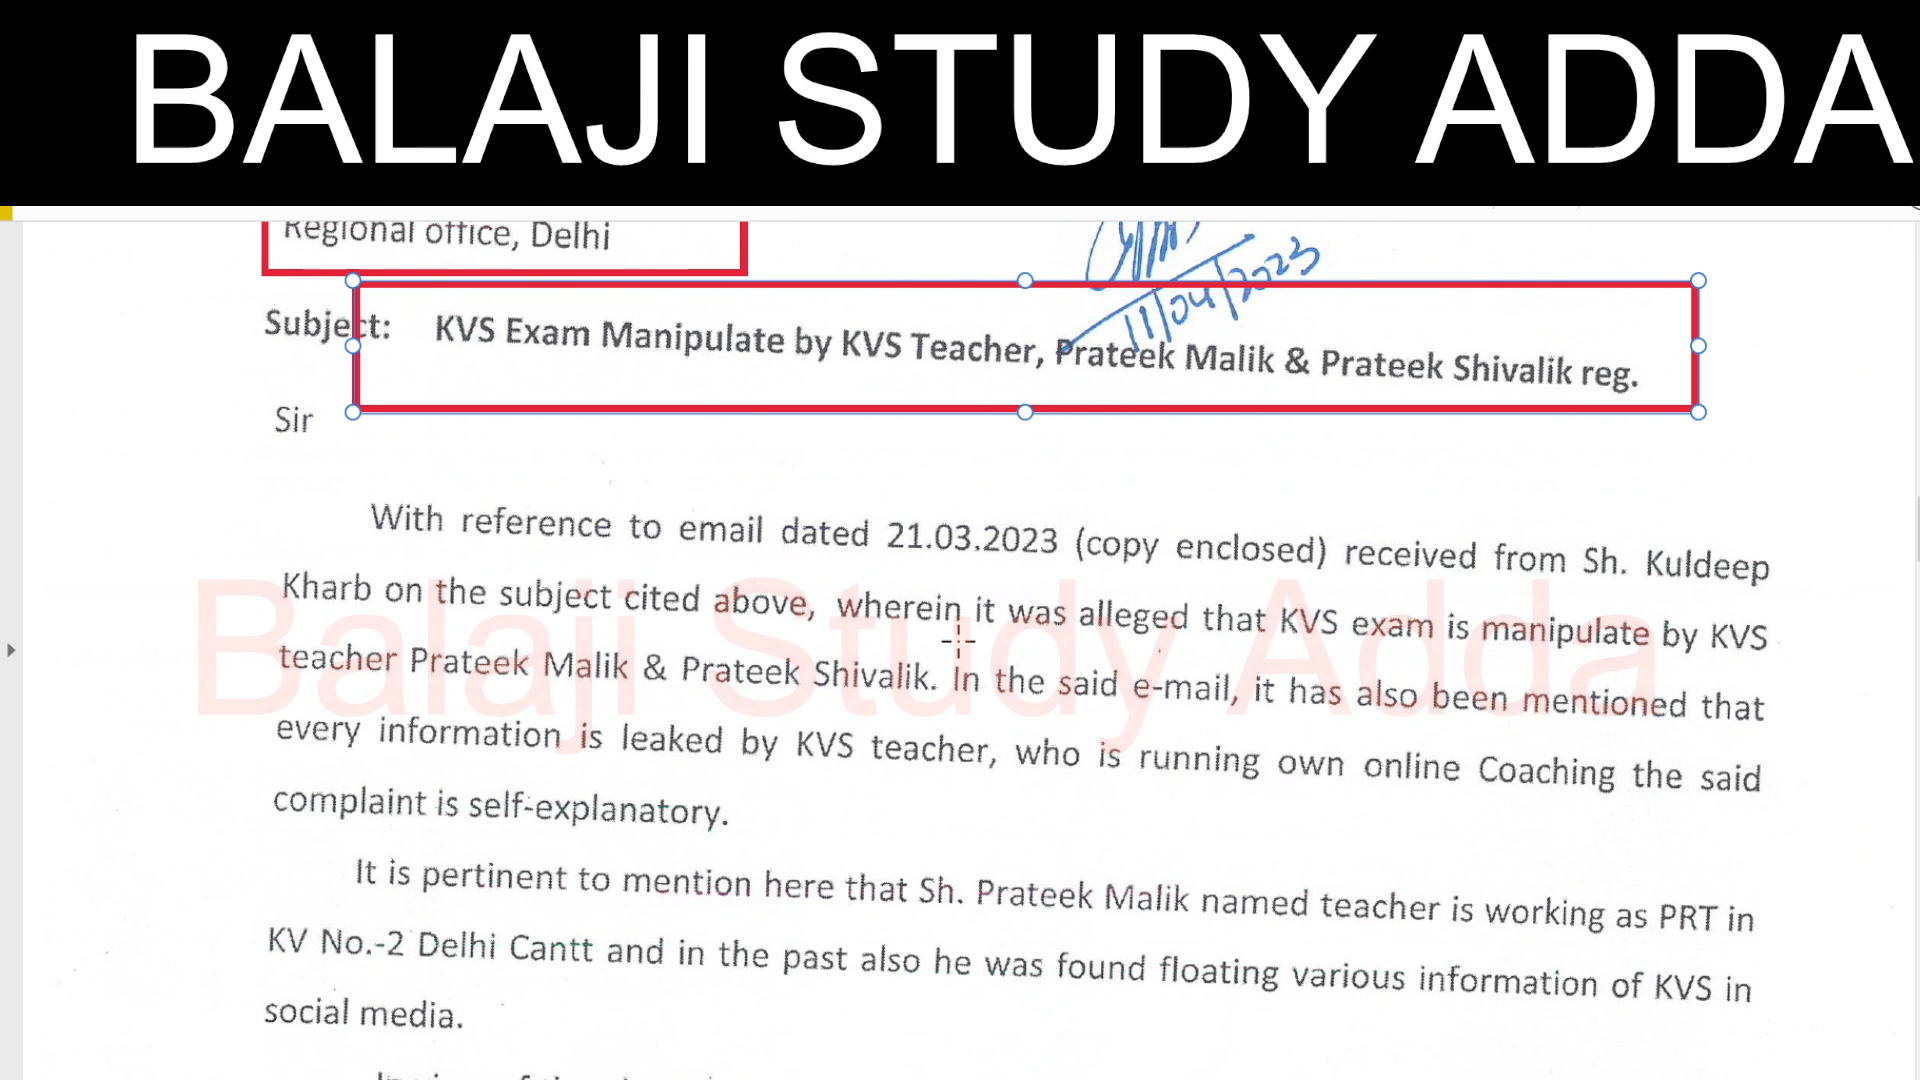 BALAJI STUDY ADDA
Regional office, Delhi
11/04/2023
Subject: KVS Exam Manipulate by KVS Teacher, Prateek Malik & Prateek Shivalik reg.
Sir
With reference to email dated 21.03.2023 (copy enclosed) received from Sh. Kuldeep
Kharb on the subject cited above, wherein it was alleged that KVS exam is manipulate by KVS
teacher Prateek Malik & Prateek Shivalik. In the said e-mail, it has also been mentioned that
every information is leaked by KVS teacher, who is running own online Coaching the said
complaint is self-explanatory.
Balaji Study Adda
It is pertinent to mention here that Sh. Prateek Malik named teacher is working as PRT in
KV No.-2 Delhi Cantt and in the past also he was found floating various information of KVS in
social media.